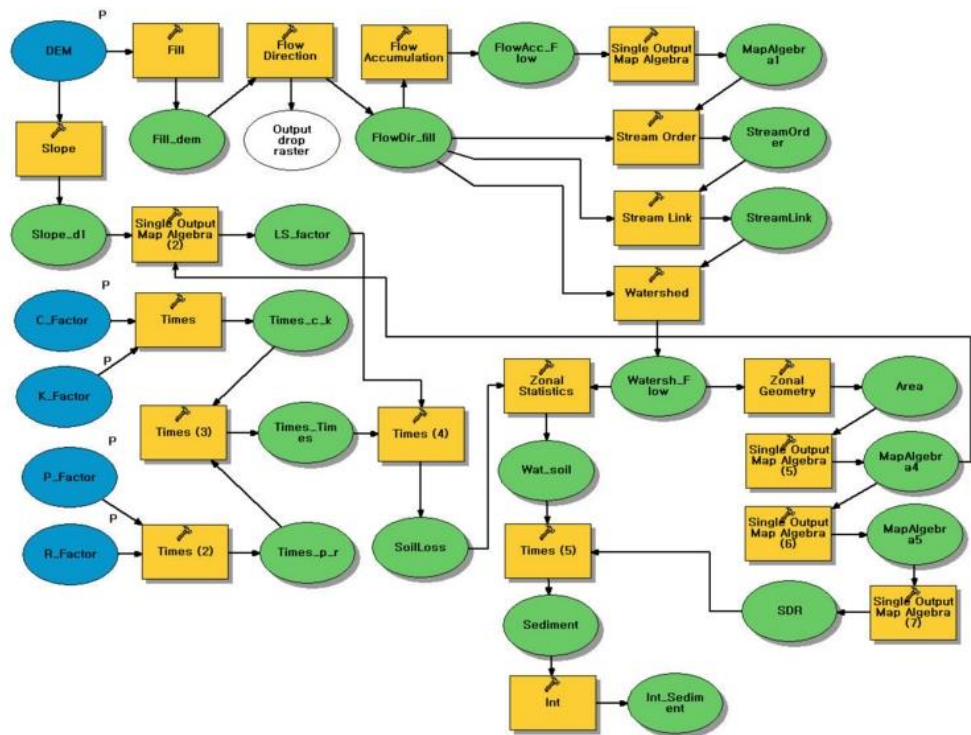 P
DEM
Fill
Flow
Direction
Flow
Accumulation
FlowAcc_F
low
Single Output
Map Algebra
MapAlgebr
a1
Slope
Fill_dem
Output
drop
raster
FlowDir_fill
Stream Order
StreamOrd
er
Stream Link
StreamLink
Slope_d1
Single Output
Map Algebra
(2)
LS_factor
Watershed
P
C_Factor
Times
Times_c_k
P
K_Factor
Zonal
Statistics
Watersh_F
low
Zonal
Geometry
Area
P
Times (3)
Times_Tim
es
Times (4)
Single Output
Map Algebra
(5)
MapAlgebr
a4
P_Factor
Wat_soil
P
R_Factor
Times (2)
Times_p_r
SoilLoss
Times (5)
Single Output
Map Algebra
(6)
MapAlgebr
a5
Sediment
SDR
Single Output
Map Algebra
(7)
Int
Int_Sedim
ent